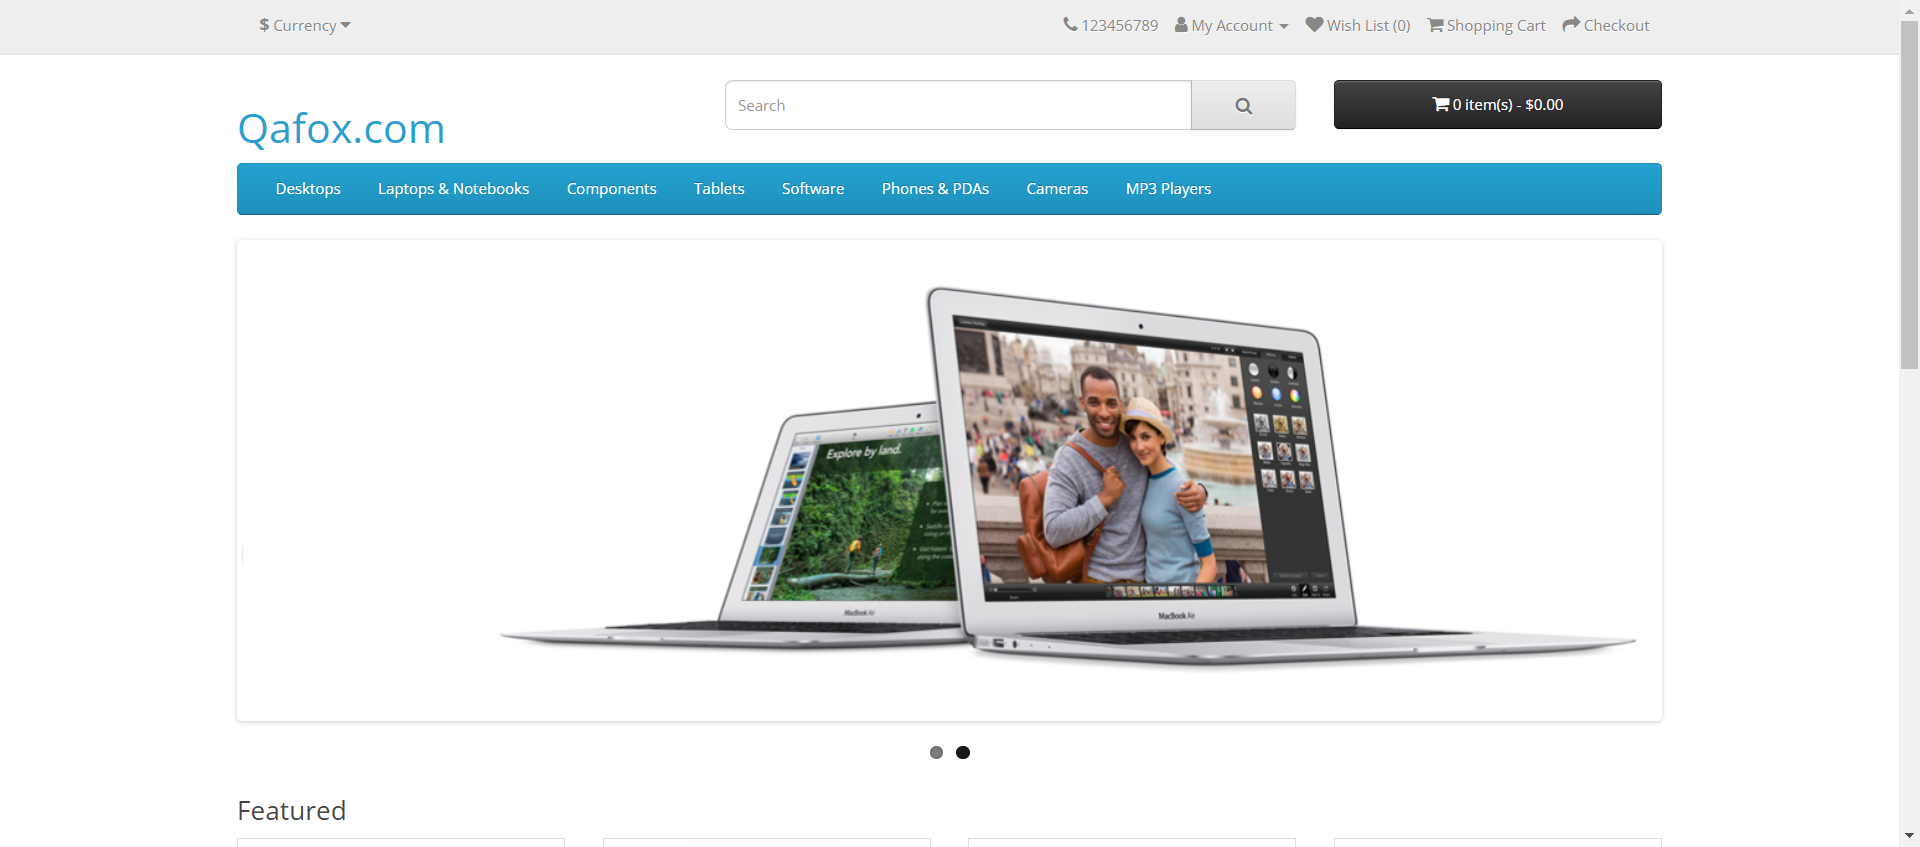 $ Currency
123456789 My Account Wish List (0) Shopping Cart Checkout
Search
0 item(s) - $0.00
Qafox.com
Desktops Laptops & Notebooks Components Tablets Software Phones & PDAs Cameras MP3 Players
Explore by land.
MacBook Air
MacBook Air
Featured